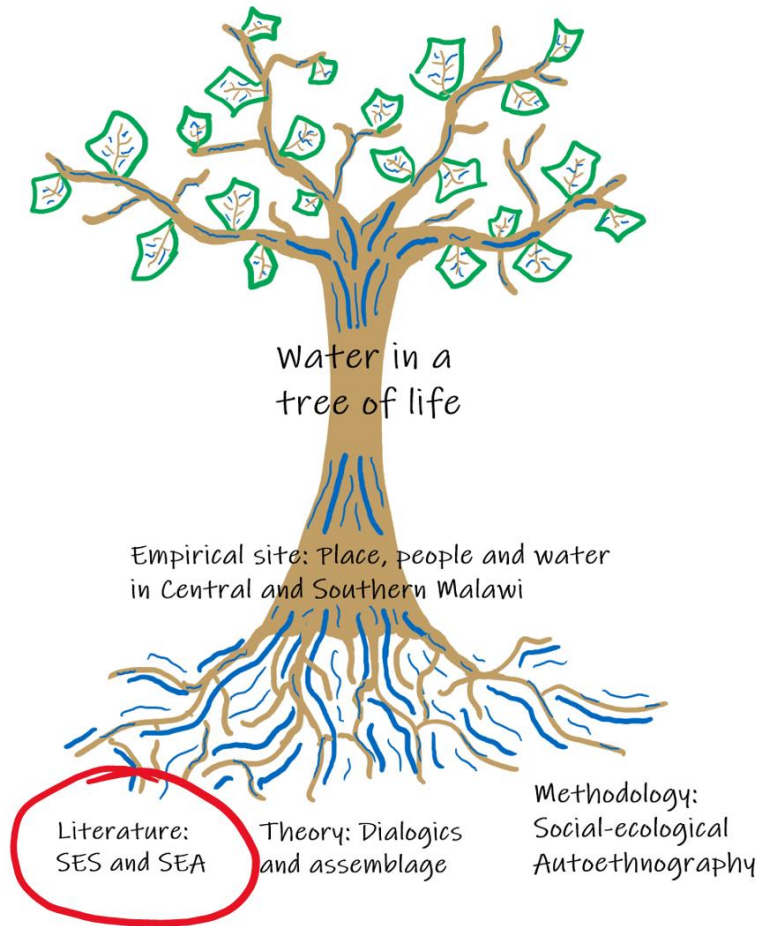 Water in a
tree of life
Empirical site: Place, people and water
in Central and Southern Malawi
Literature:
SES and SEA
Theory: Dialogics
and assemblage
Methodology:
Social-ecological
Autoethnography